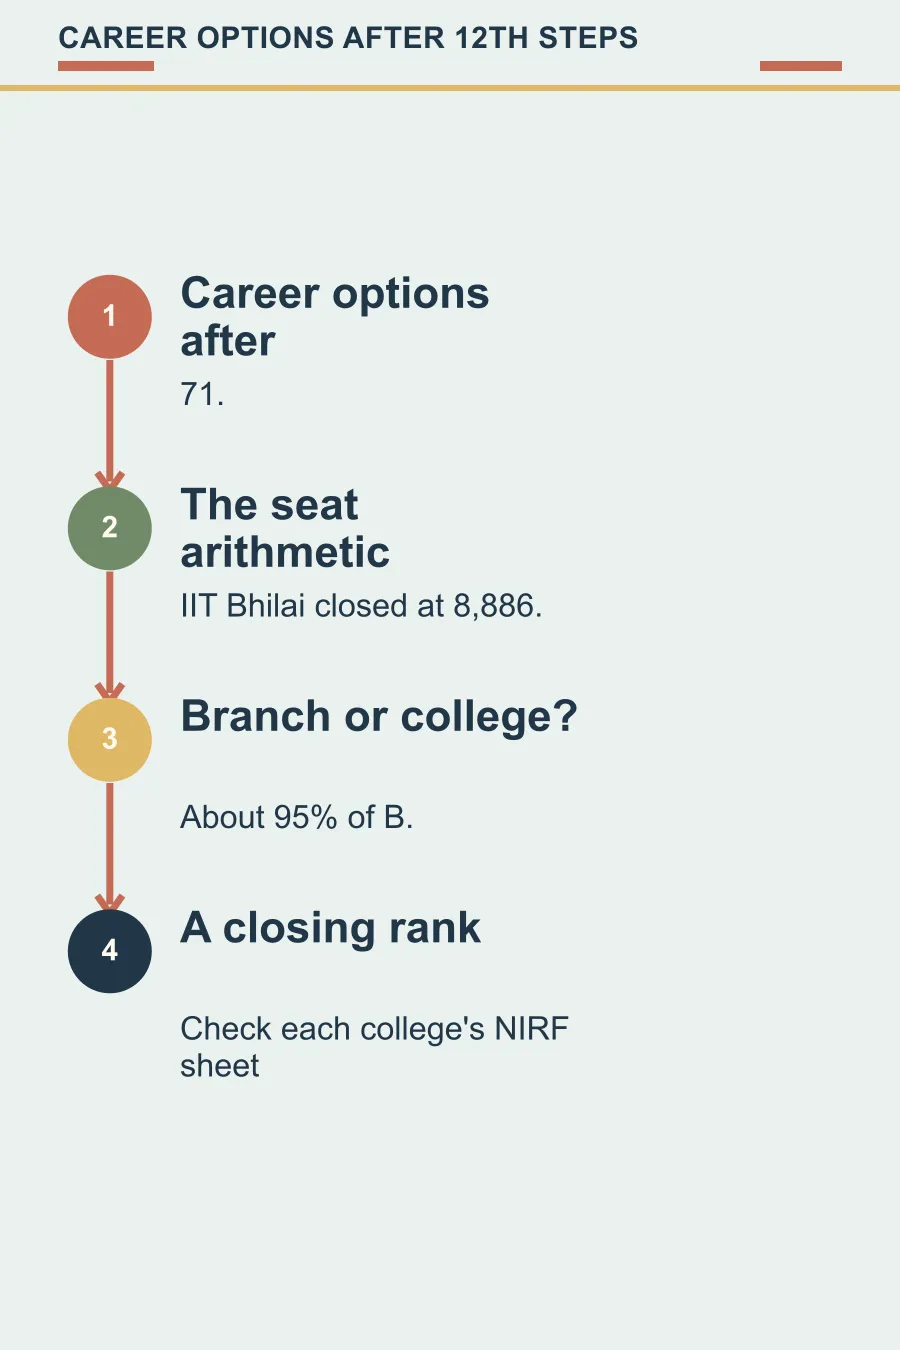 CAREER OPTIONS AFTER 12TH STEPS
1
Career options
after
71.
2
The seat
arithmetic
IIT Bhilai closed at 8,886.
3
Branch or college?
About 95% of B.
4
A closing rank
Check each college's NIRF
sheet